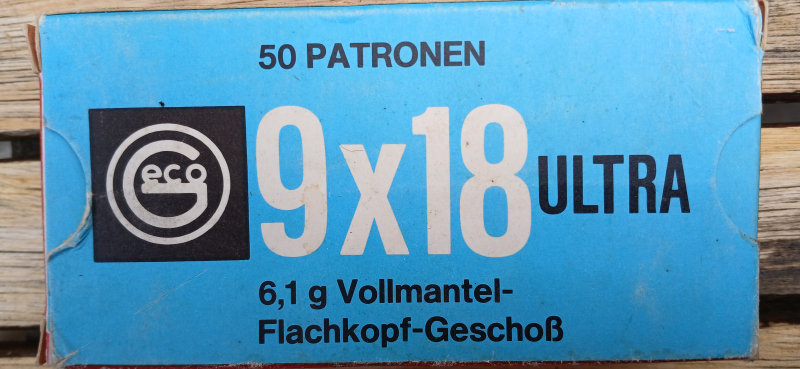 50 PATRONEN
Geco
9x18 ULTRA
6,1 g Vollmantel-
Flachkopf-Geschoß